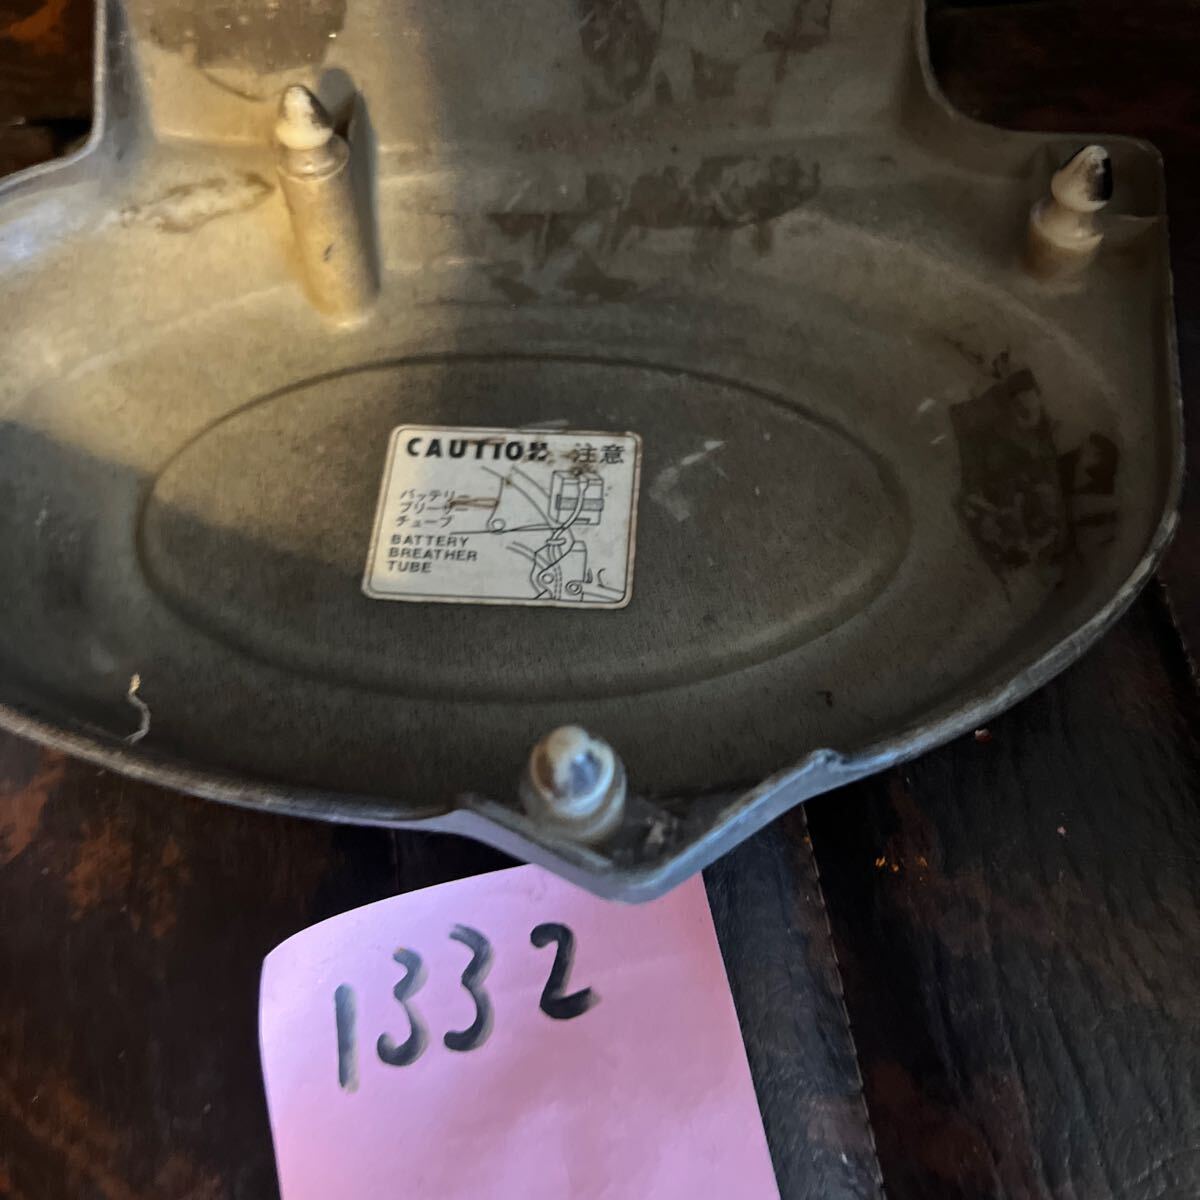 CAUTION 注意
バッテリー
ブリーザー
チューブ
BATTERY
BREATHER
TUBE
1332